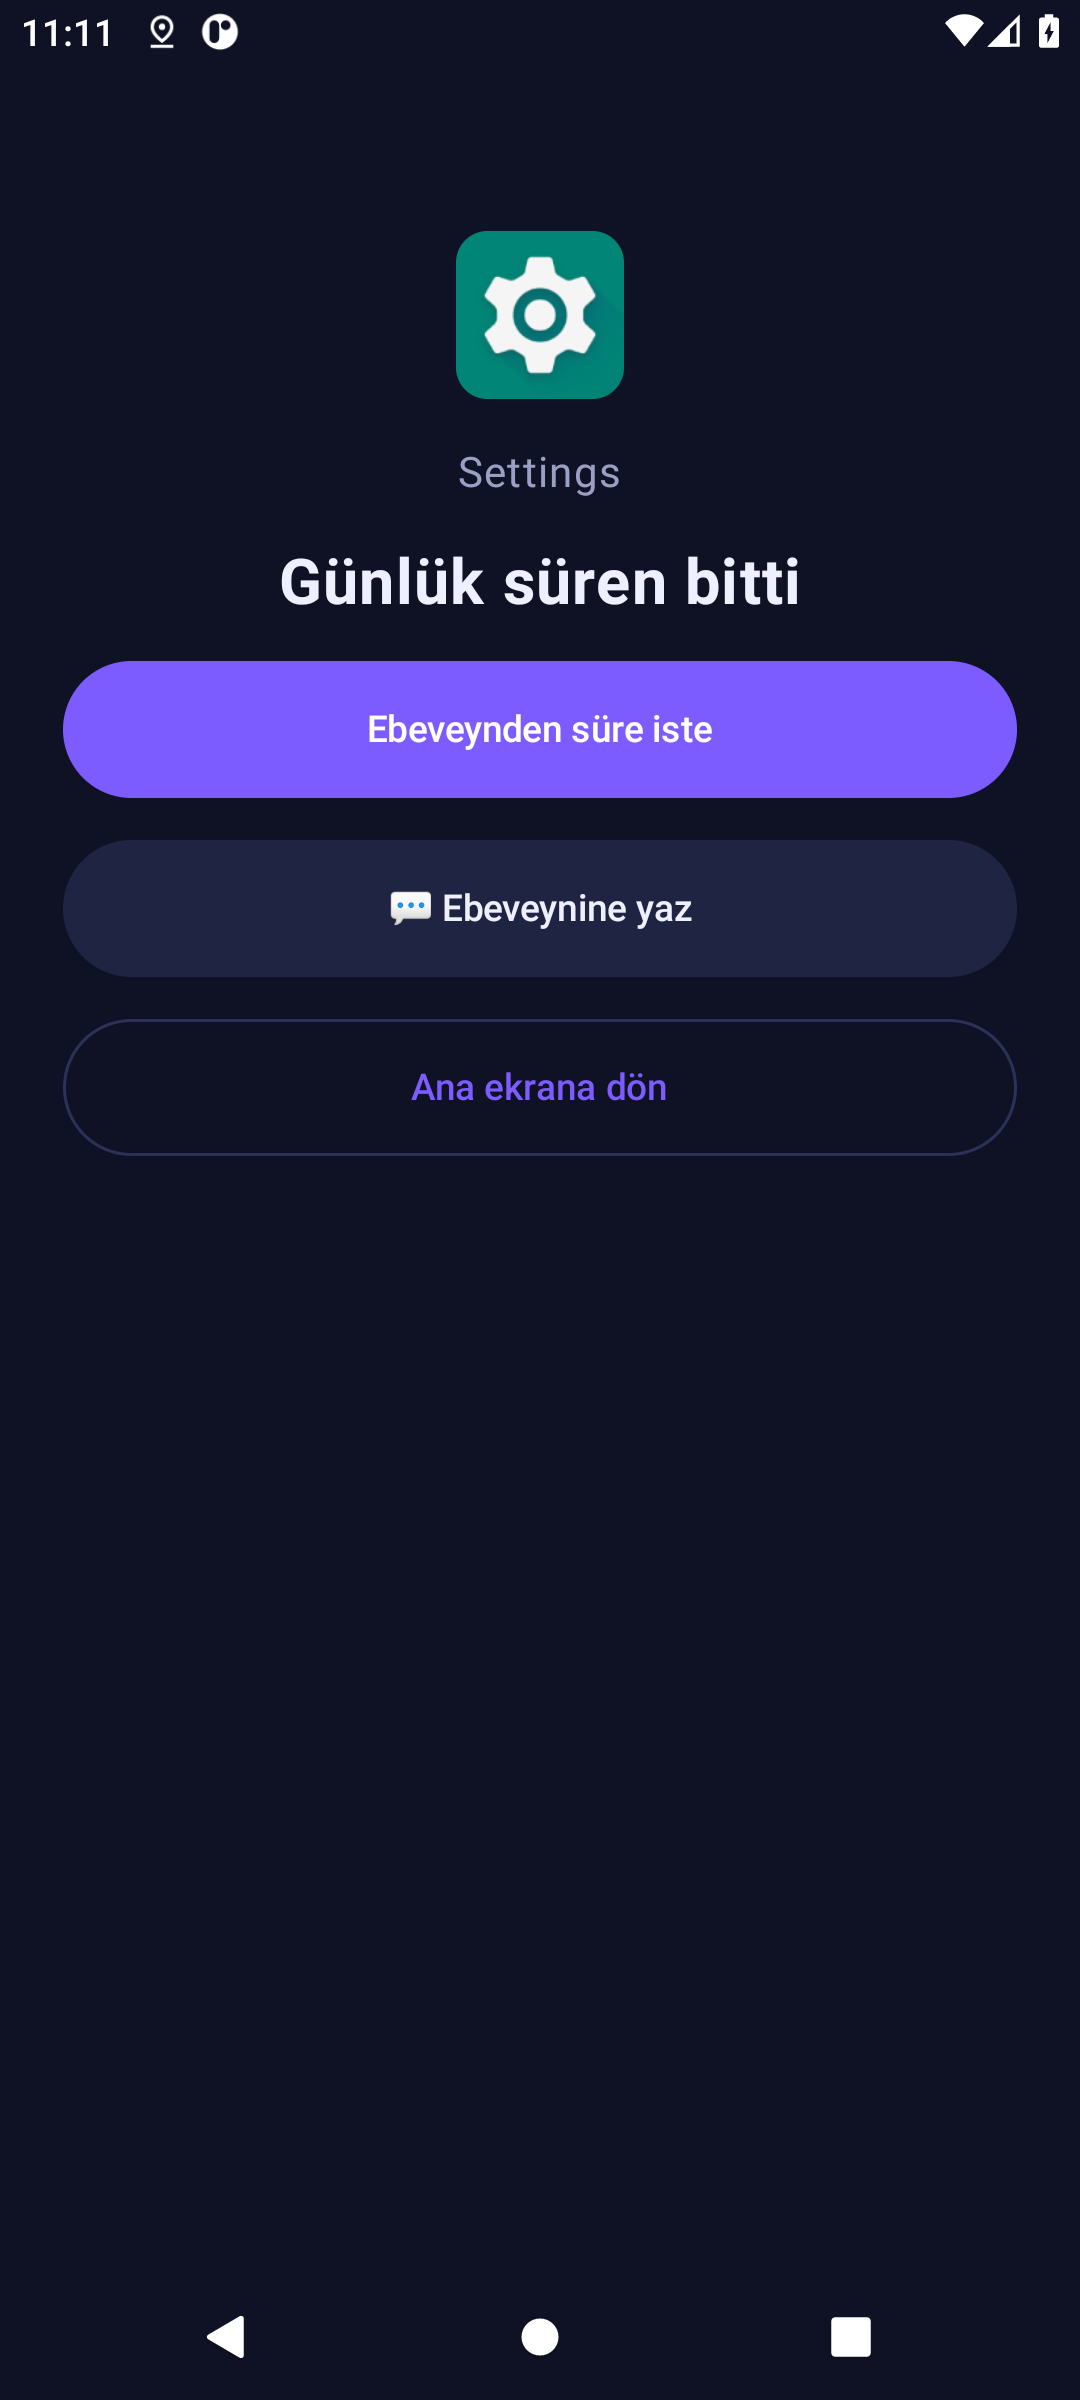 11:11
Settings
Günlük süren bitti
Ebeveynden süre iste
💬 Ebeveynine yaz
Ana ekrana dön